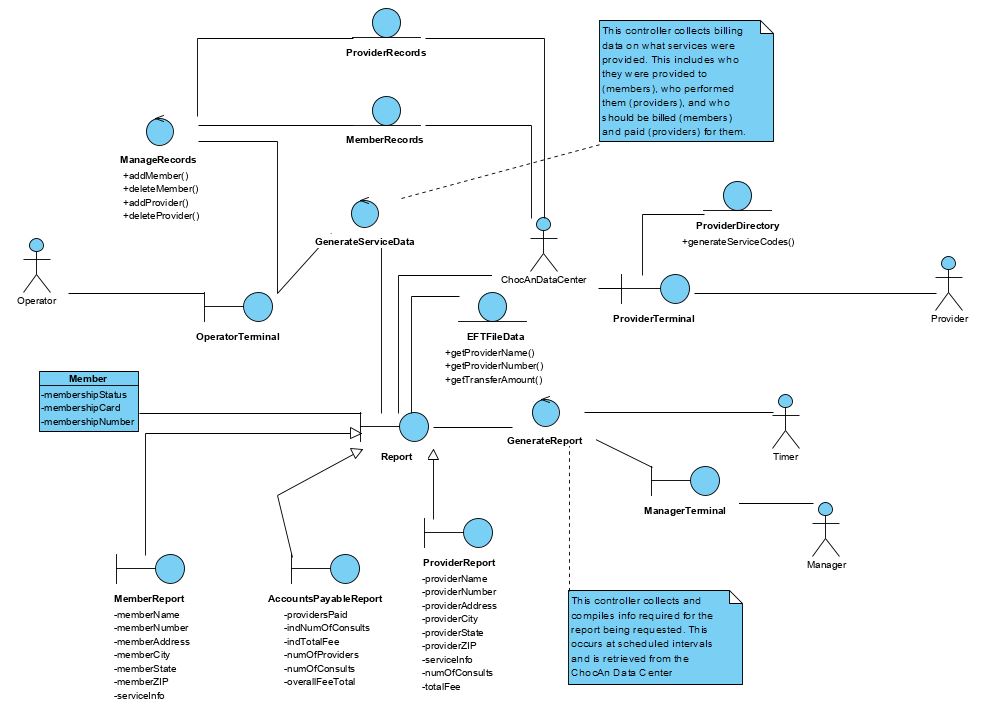 ProviderRecords
This controller collects billing
data on what services were
provided. This includes who
they were provided to
(members), who performed
them (providers), and who
should be billed (members)
and paid (providers) for them.
MemberRecords
ManageRecords
+addMember()
+deleteMember()
+addProvider()
+deleteProvider()
GenerateServiceData
ProviderDirectory
+generateServiceCodes()
ChocAnDataCenter
Operator
OperatorTerminal
ProviderTerminal
Provider
EFTFileData
+getProviderName()
+getProviderNumber()
+getTransferAmount()
Member
-membershipStatus
-membershipCard
-membershipNumber
Report
GenerateReport
Timer
ManagerTerminal
Manager
MemberReport
-memberName
-memberNumber
-memberAddress
-memberCity
-memberState
-memberZIP
-serviceInfo
AccountsPayableReport
-providersPaid
-indNumOfConsults
-indTotalFee
-numOfProviders
-numOfConsults
-overallFeeTotal
ProviderReport
-providerName
-providerNumber
-providerAddress
-providerCity
-providerState
-providerZIP
-serviceInfo
-numOfConsults
-totalFee
This controller collects and
compiles info required for the
report being requested. This
occurs at scheduled intervals
and is retrieved from the
ChocAn Data Center